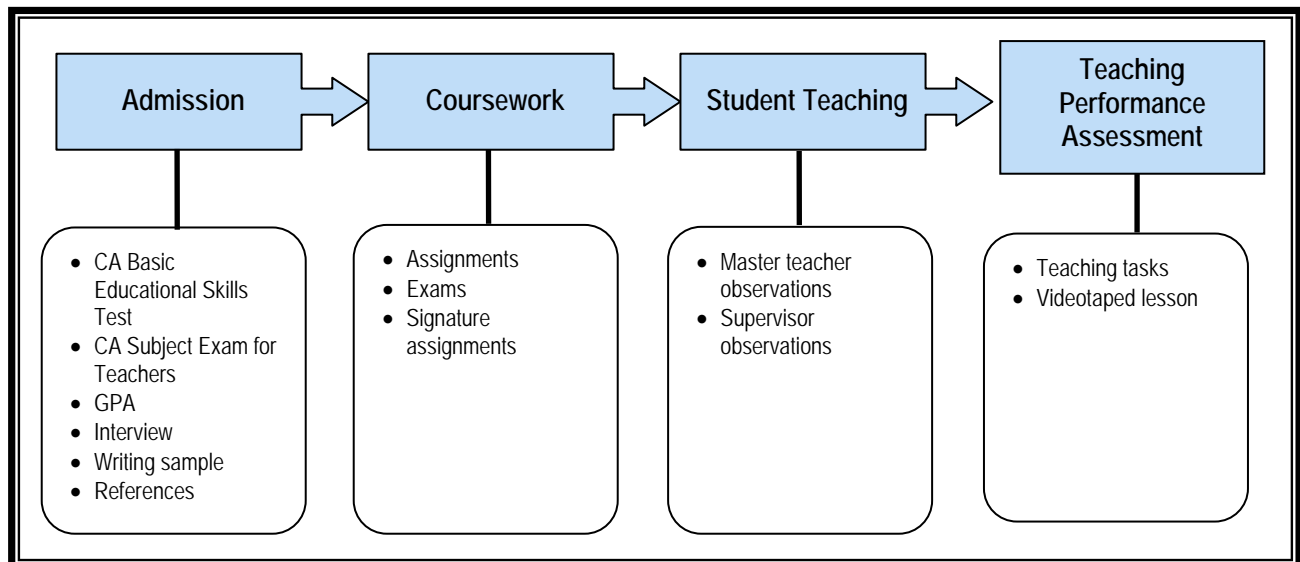 Admission
Coursework
Student Teaching
Teaching
Performance
Assessment
• CA Basic
Educational Skills
Test
• CA Subject Exam for
Teachers
• GPA
• Interview
• Writing sample
• References
• Assignments
• Exams
• Signature
assignments
• Master teacher
observations
• Supervisor
observations
• Teaching tasks
• Videotaped lesson